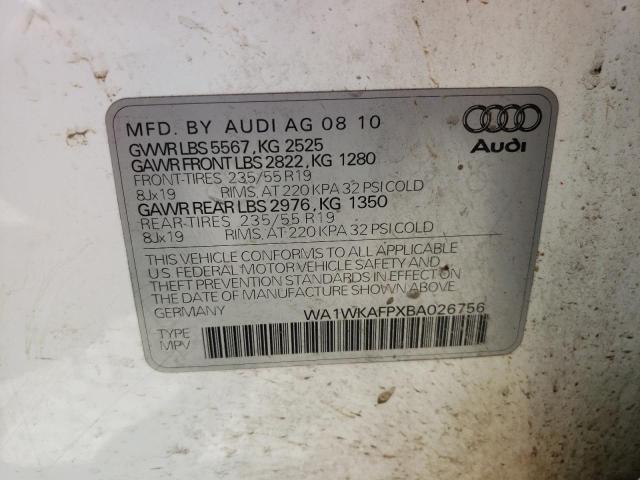 MFD. BY AUDI AG 08 10
GVWR LBS 5567, KG 2525
GAWR FRONT LBS 2822, KG 1280
FRONT-TIRES 235/55 R19
8Jx19 RIMS, AT 220 KPA 32 PSI COLD
GAWR REAR LBS 2976, KG 1350
REAR-TIRES 235/55 R19
8Jx19 RIMS, AT 220 KPA 32 PSI COLD
Audi
THIS VEHICLE CONFORMS TO ALL APPLICABLE
U.S. FEDERAL MOTOR VEHICLE SAFETY AND
THEFT PREVENTION STANDARDS IN EFFECT ON
THE DATE OF MANUFACTURE SHOWN ABOVE.
GERMANY WA1WKAFPXBA026756
TYPE
MPV